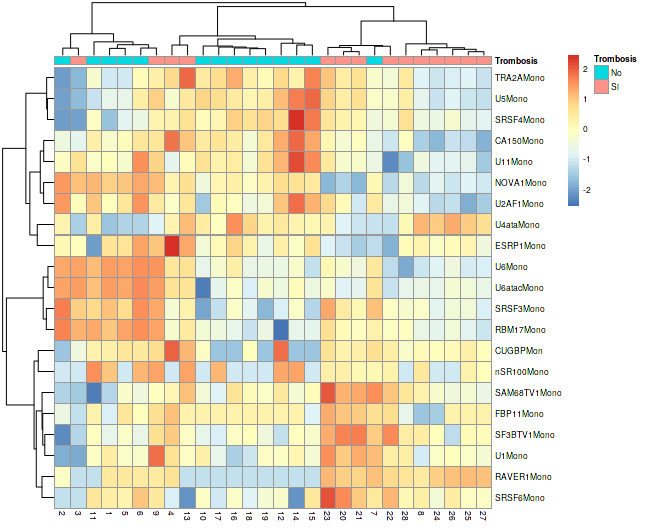 Trombosis
TRA2AMono
U5Mono
SRSF4Mono
CA150Mono
U11Mono
NOVA1Mono
U2AF1Mono
U4ataMono
ESRP1Mono
U6Mono
U6atacMono
SRSF3Mono
RBM17Mono
CUGBPMon
nSR100Mono
SAM68TV1Mono
FBP11Mono
SF3BTV1Mono
U1Mono
RAVER1Mono
SRSF6Mono
2 3 11 1 5 6 9 4 13 10 17 16 18 19 12 14 15 23 20 21 7 22 28 8 24 26 25 27
2
1
0
-1
-2
Trombosis
No
SI